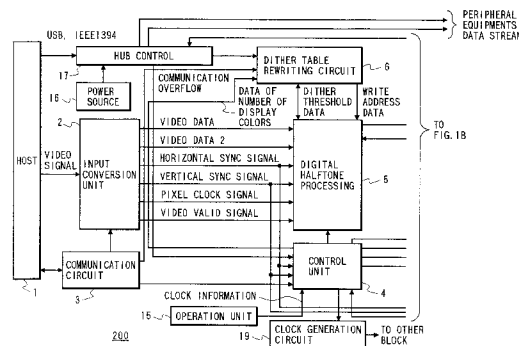 PERIPHERAL
EQUIPMENTS
DATA STREAM
USB, IEEE1394
HUB CONTROL
17
POWER
SOURCE
16
COMMUNICATION
OVERFLOW
DITHER TABLE
REWRITING CIRCUIT
6
DATA OF
NUMBER OF
DISPLAY
COLORS
DITHER
THRESHOLD
DATA
WRITE
ADDRESS
DATA
TO
FIG.1B
HOST
1
VIDEO
SIGNAL
2
INPUT
CONVERSION
UNIT
VIDEO DATA
VIDEO DATA 2
HORIZONTAL SYNC SIGNAL
VERTICAL SYNC SIGNAL
PIXEL CLOCK SIGNAL
VIDEO VALID SIGNAL
DIGITAL
HALFTONE
PROCESSING
5
COMMUNICATION
CIRCUIT
3
CONTROL
UNIT
4
CLOCK INFORMATION
15
OPERATION UNIT
200
19
CLOCK GENERATION
CIRCUIT
TO OTHER
BLOCK